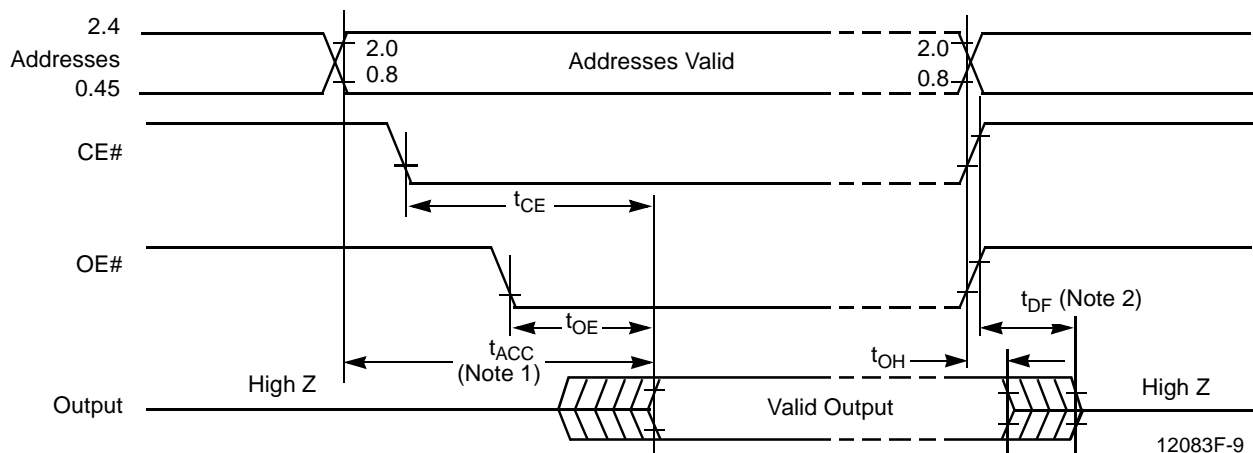 2.4
Addresses
0.45
2.0
0.8
Addresses Valid
2.0
0.8
CE#
tCE
OE#
tOE
tDF (Note 2)
tACC
(Note 1)
tOH
Output
High Z
Valid Output
High Z
12083F-9